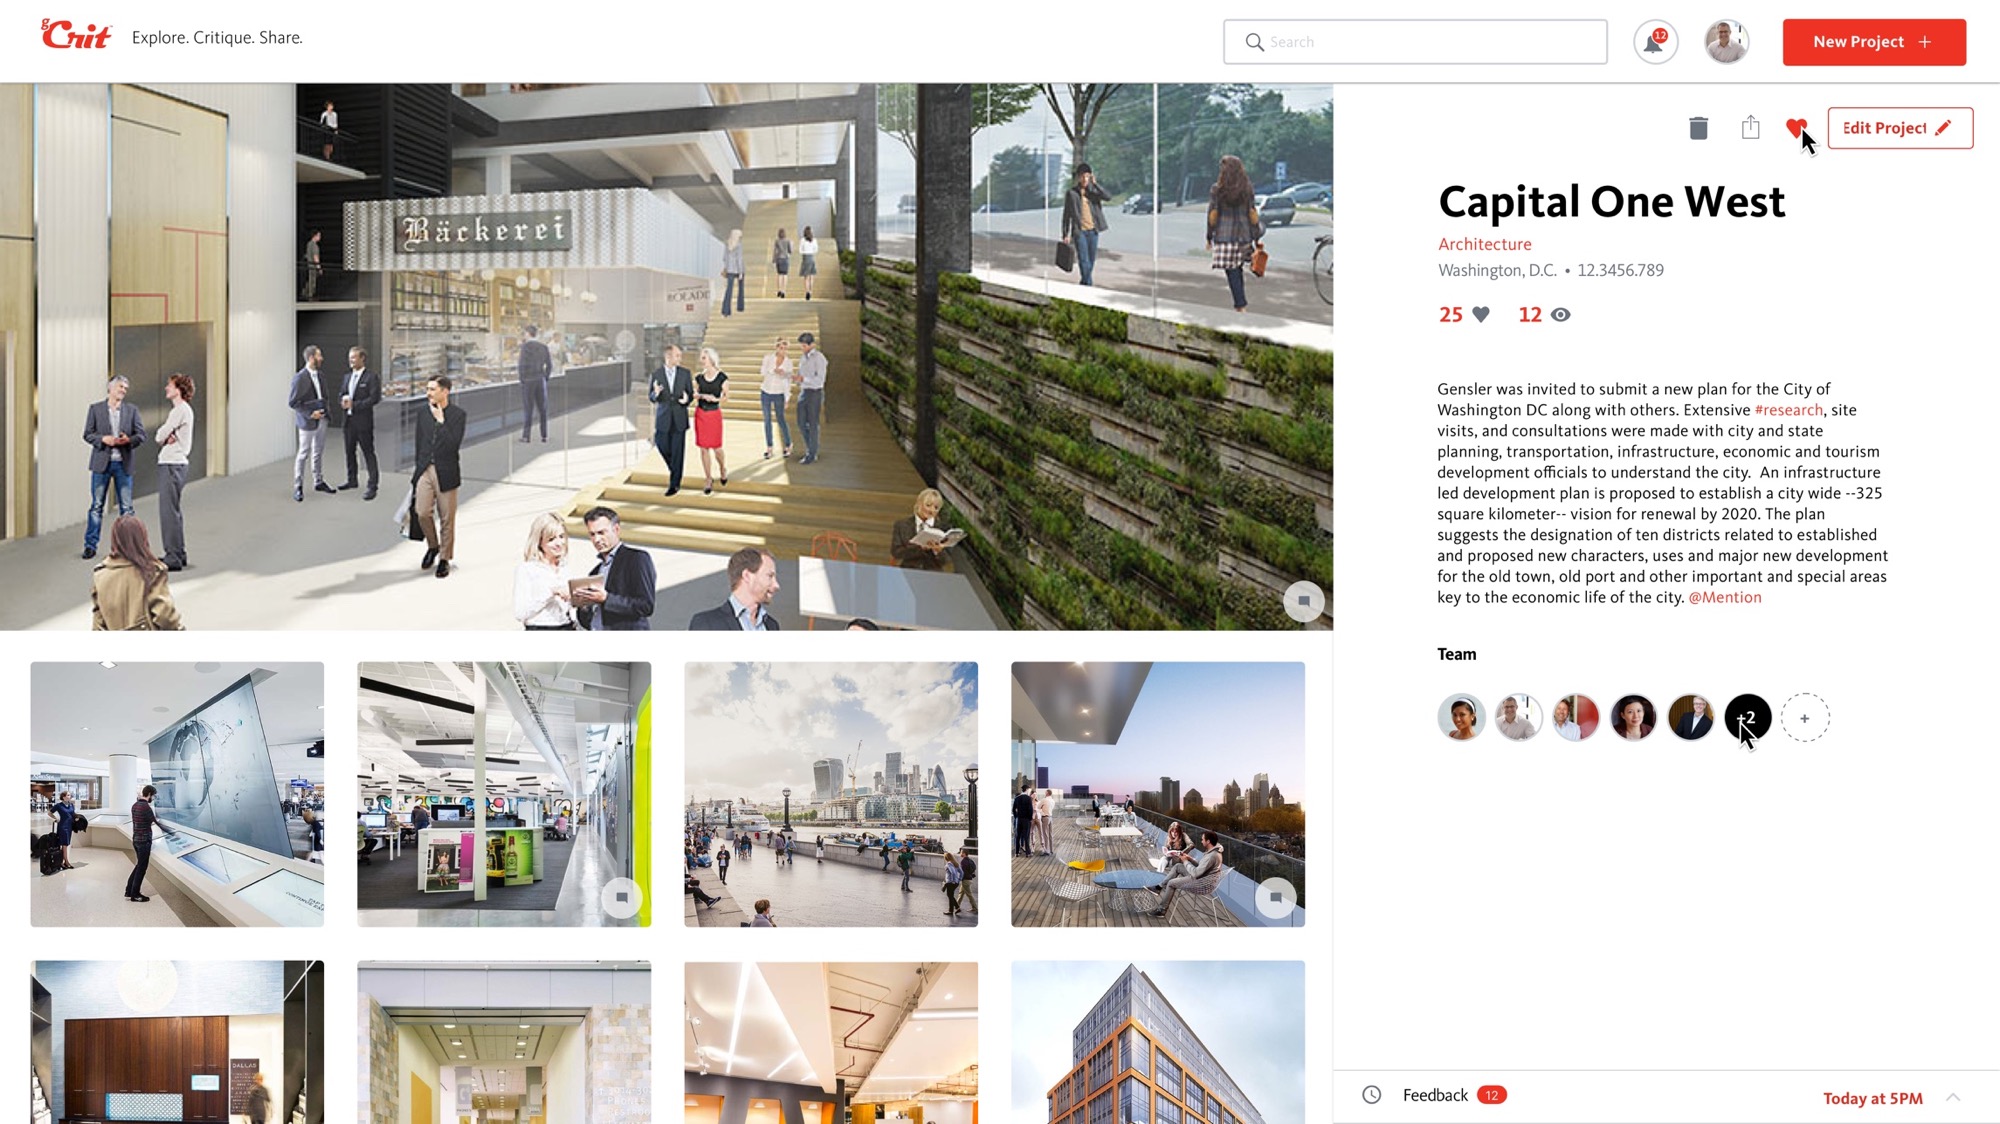 gCrit
Explore. Critique. Share.
Search
12
New Project +
Bäckerei
Edit Project
Capital One West
Architecture
Washington, D.C. • 12.3456.789
25
12
Gensler was invited to submit a new plan for the City of
Washington DC along with others. Extensive #research, site
visits, and consultations were made with city and state
planning, transportation, infrastructure, economic and tourism
development officials to understand the city. An infrastructure
led development plan is proposed to establish a city wide --325
square kilometer-- vision for renewal by 2020. The plan
suggests the designation of ten districts related to established
and proposed new characters, uses and major new development
for the old town, old port and other important and special areas
key to the economic life of the city. @Mention
Team
+2
+
DALLAS
Feedback 12
Today at 5PM